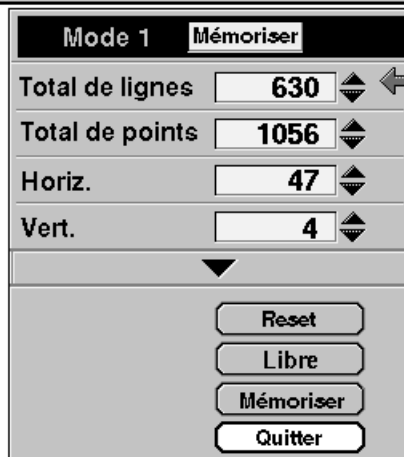 Mode 1 Mémoriser
Total de lignes 630
Total de points 1056
Horiz. 47
Vert. 4
Reset
Libre
Mémoriser
Quitter